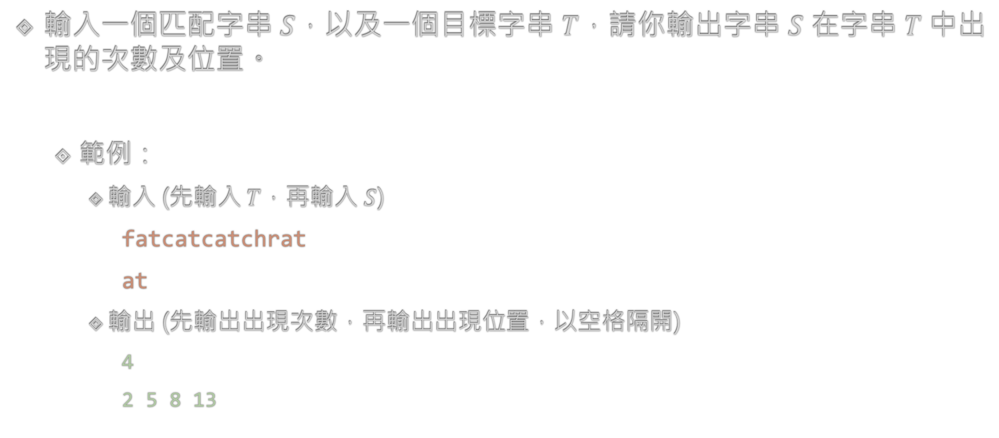 輸入一個匹配字串 S，以及一個目標字串 T，請你輸出字串 S 在字串 T 中出
現的次數及位置。
範例：
輸入 (先輸入 T，再輸入 S)
fatcatcatchrat
at
輸出 (先輸出出現次數，再輸出出現位置，以空格隔開)
4
2 5 8 13